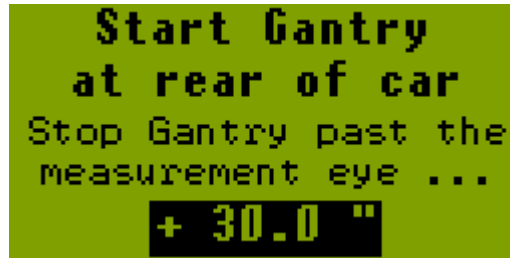 Start Gantry
at rear of car
Stop Gantry past the
measurement eye ...
+ 30.0 "